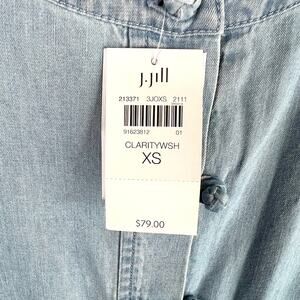 J.Jill
213371 3JOXS 2111
91623812 01
CLARITYWSH
XS
$79.00